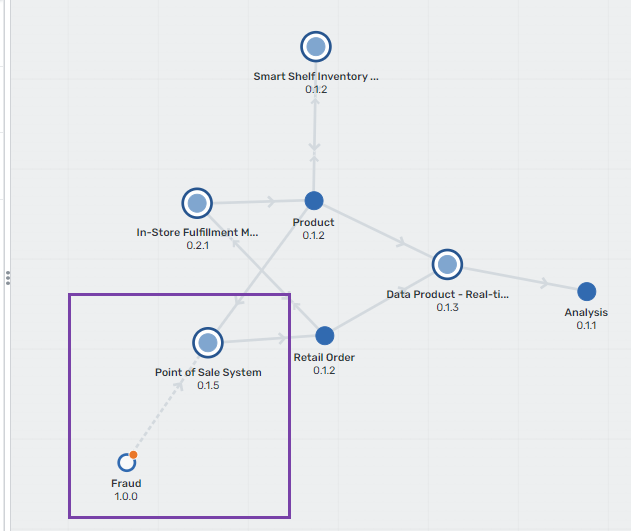 Smart Shelf Inventory ...
0.1.2
Product
0.1.2
In-Store Fulfillment M...
0.2.1
Data Product - Real-ti...
0.1.3
Analysis
0.1.1
Point of Sale System
0.1.5
Retail Order
0.1.2
Fraud
1.0.0